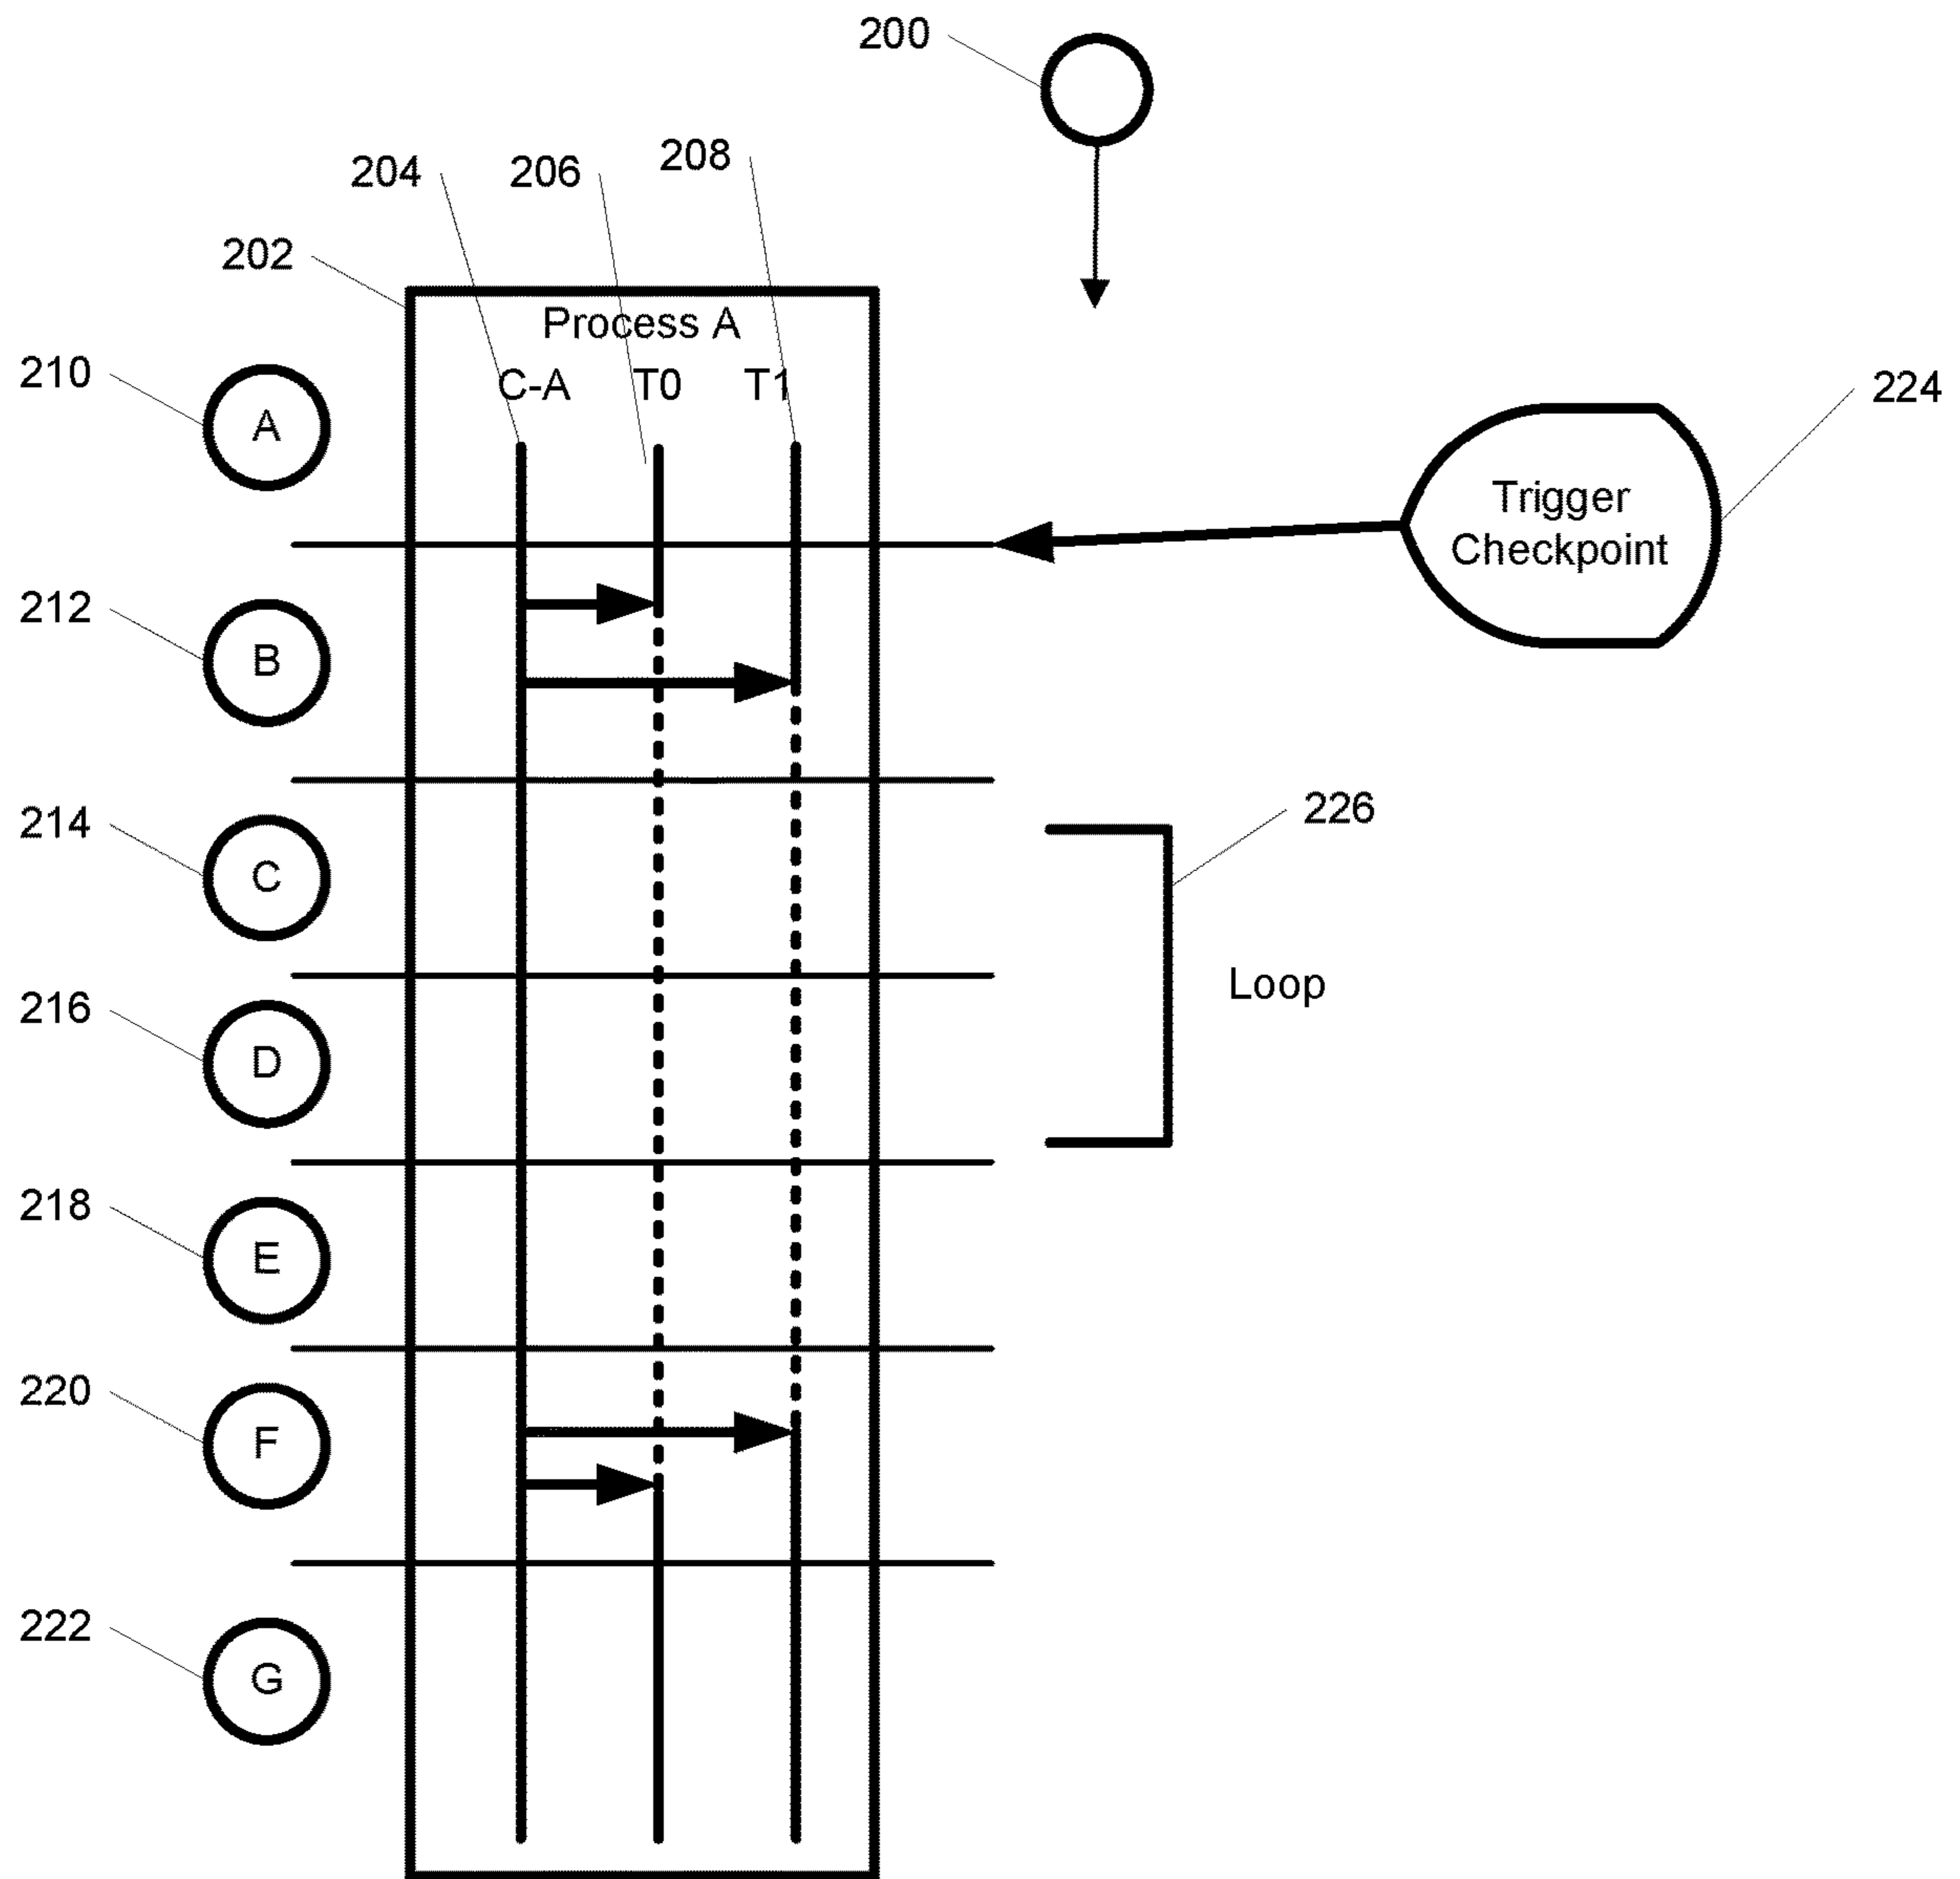 200
204 206 208
202
Process A
C-A T0 T1
210
A
224
Trigger
Checkpoint
212
B
226
214
C
Loop
216
D
218
E
220
F
222
G